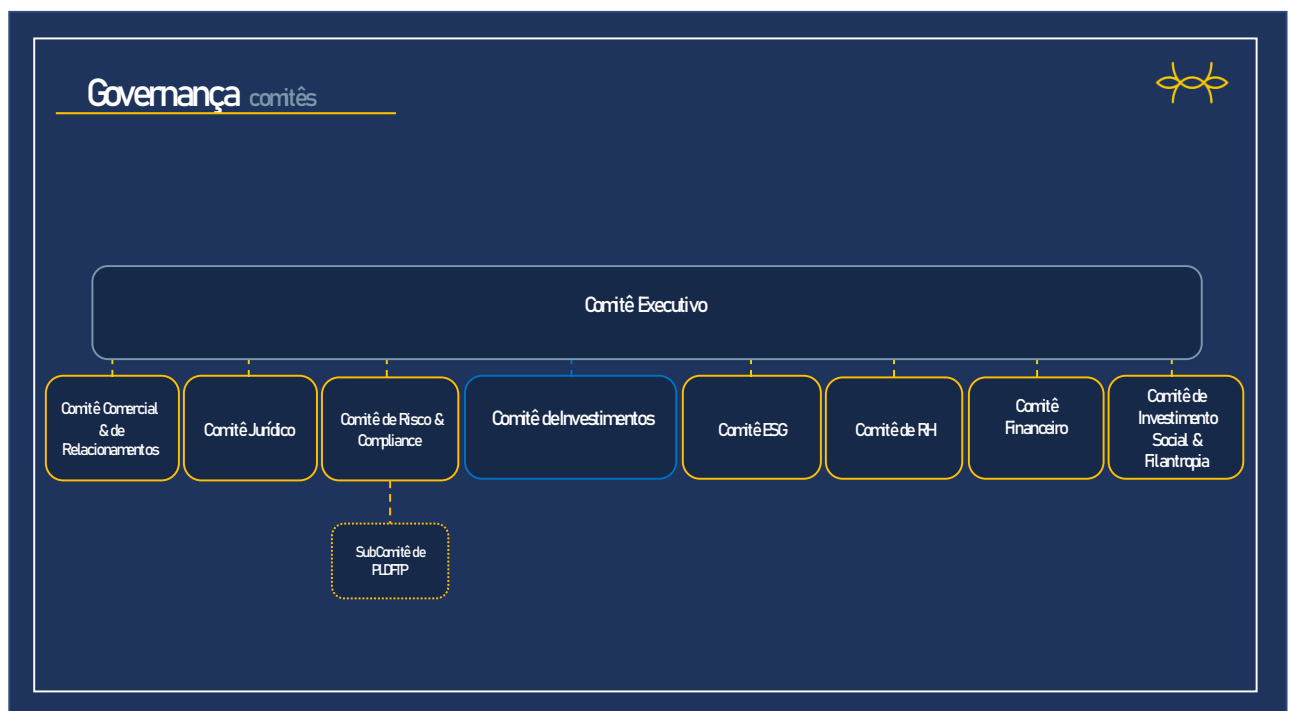 Governança comitês
Comitê Executivo
Comitê Comercial
& de
Relacionamentos
Comitê Jurídico
Comitê de Risco &
Compliance
Comitê de Investimentos
Comitê ESG
Comitê de RH
Comitê
Financeiro
Comitê de
Investimento
Social &
Filantropia
SubComitê de
PLDFTP